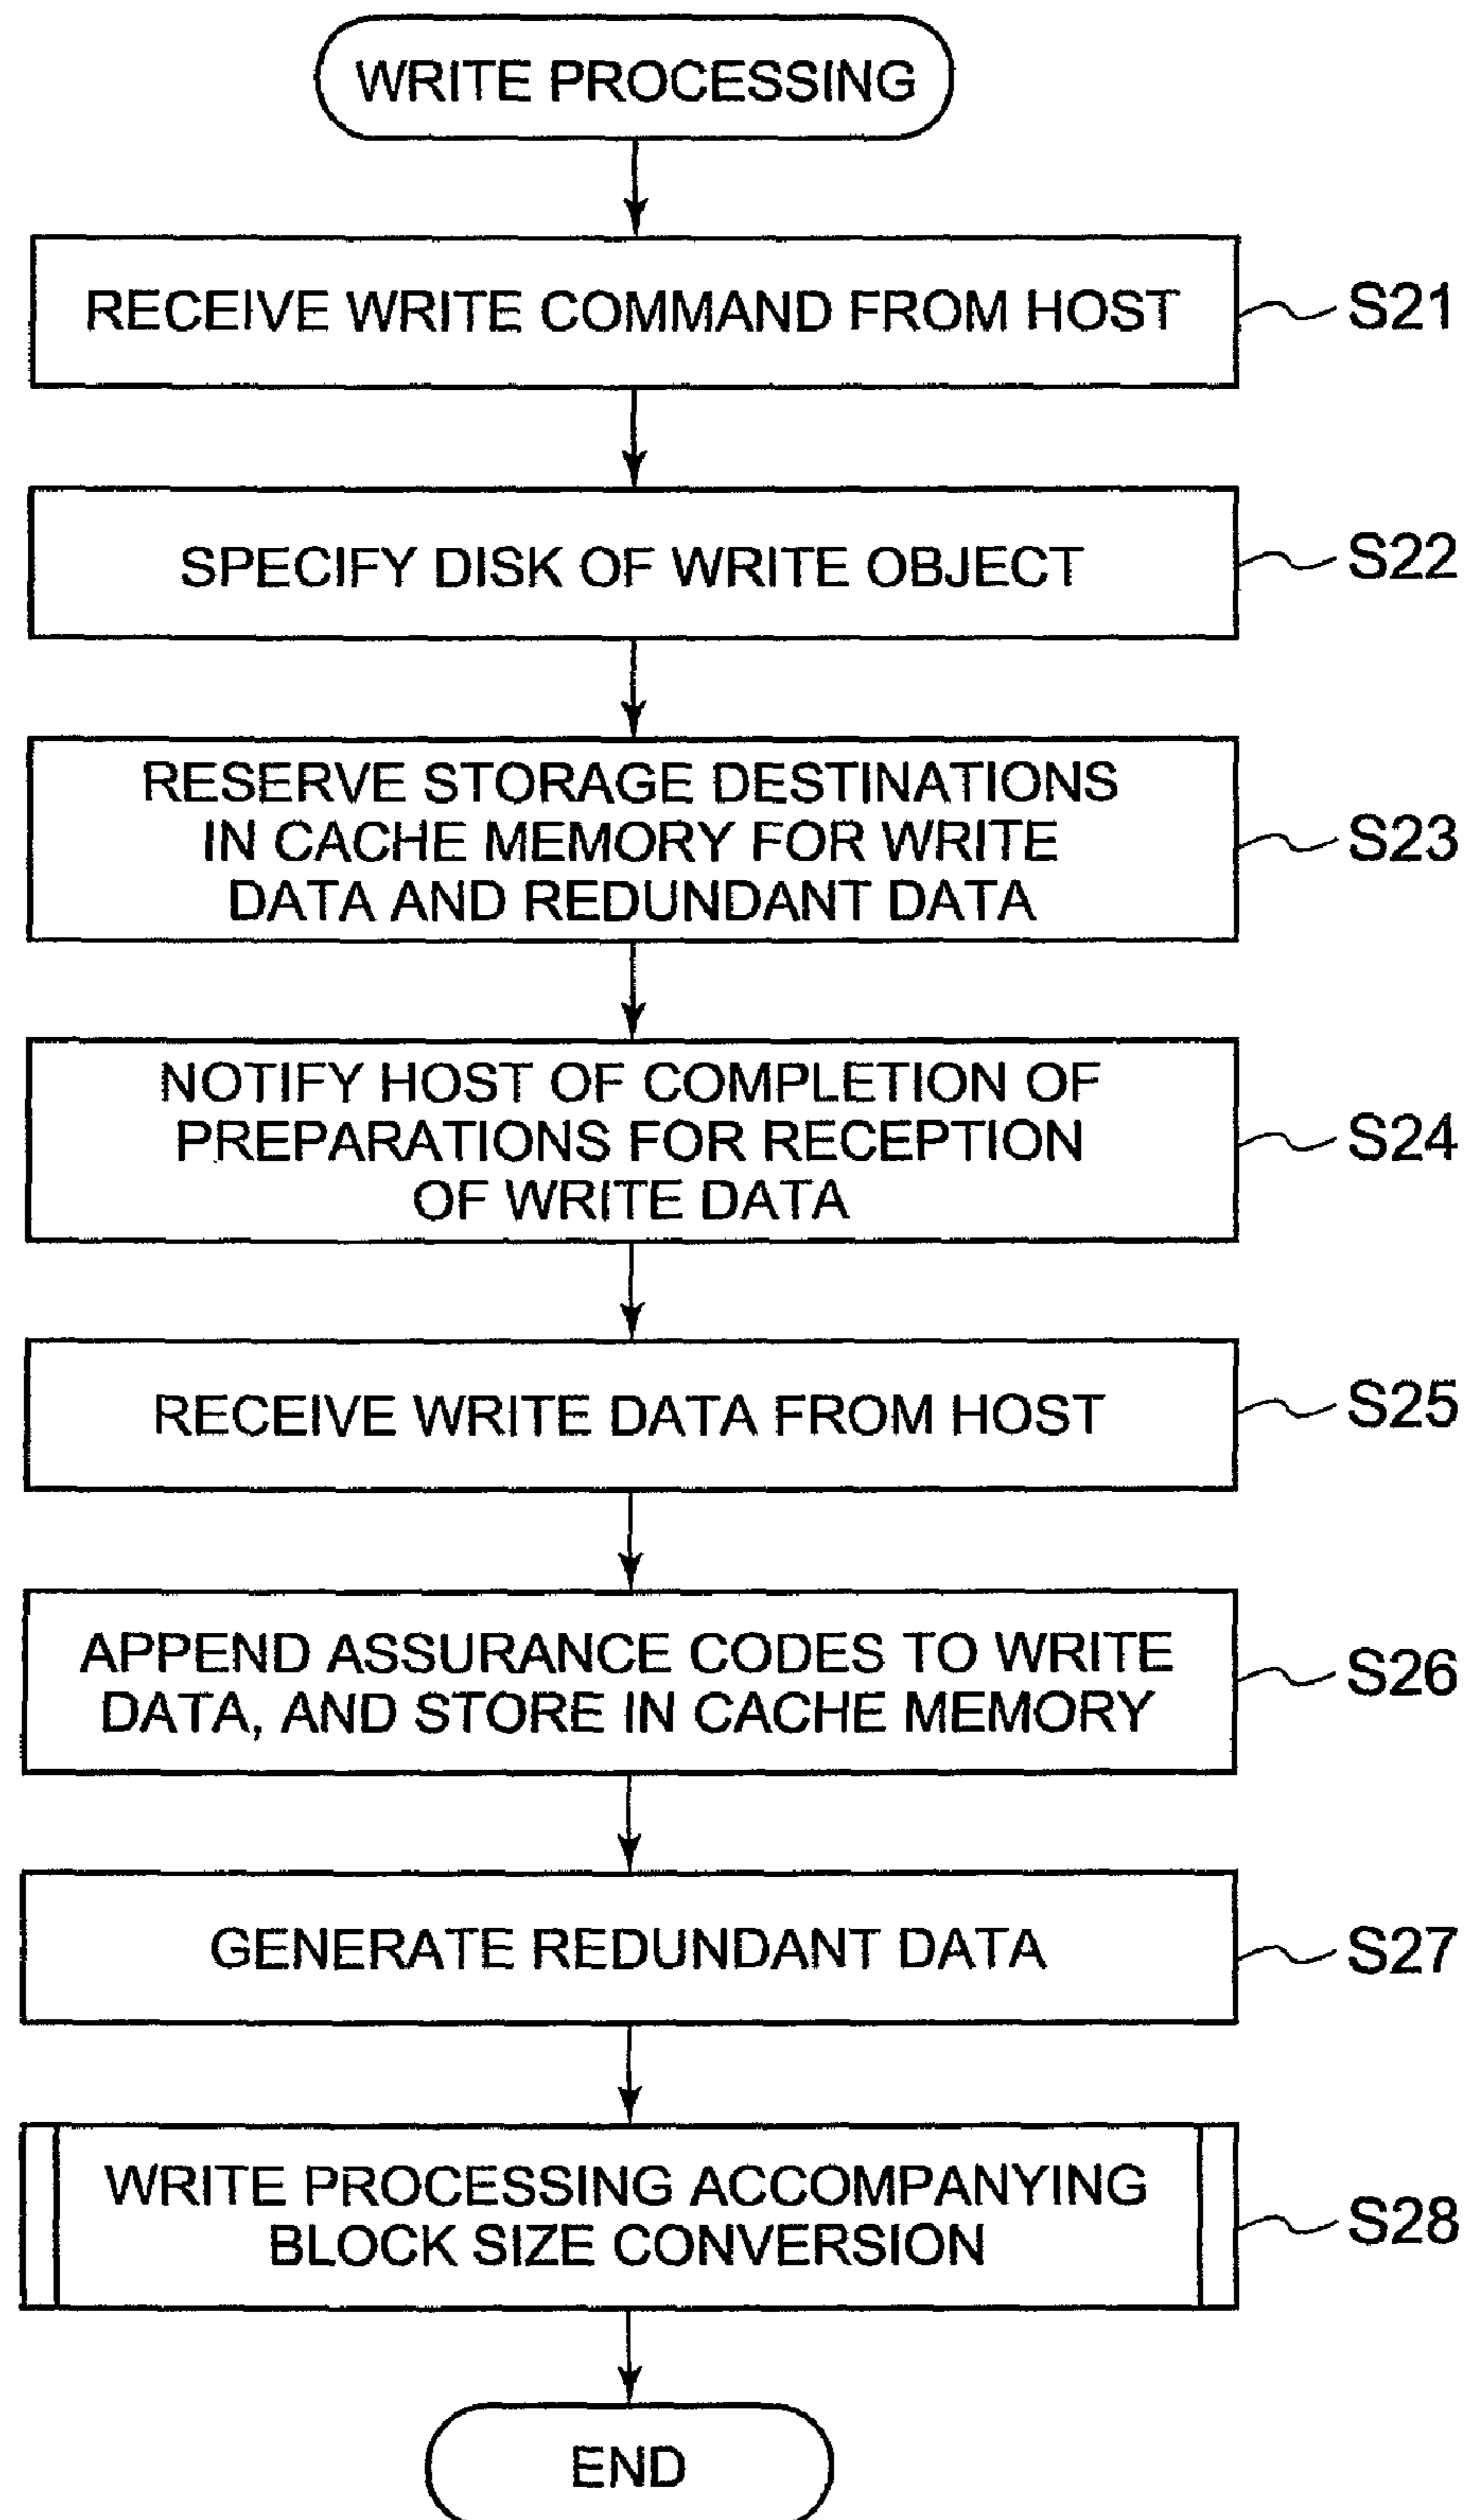 WRITE PROCESSING
RECEIVE WRITE COMMAND FROM HOST
S21
SPECIFY DISK OF WRITE OBJECT
S22
RESERVE STORAGE DESTINATIONS
IN CACHE MEMORY FOR WRITE
DATA AND REDUNDANT DATA
S23
NOTIFY HOST OF COMPLETION OF
PREPARATIONS FOR RECEPTION
OF WRITE DATA
S24
RECEIVE WRITE DATA FROM HOST
S25
APPEND ASSURANCE CODES TO WRITE
DATA, AND STORE IN CACHE MEMORY
S26
GENERATE REDUNDANT DATA
S27
WRITE PROCESSING ACCOMPANYING
BLOCK SIZE CONVERSION
S28
END